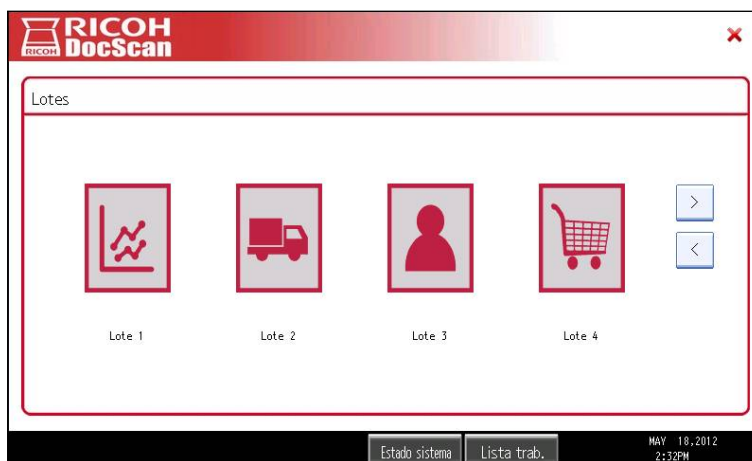 RICOH
RICOH DocScan
Lotes
>
<
Lote 1 Lote 2 Lote 3 Lote 4
Estado sistema Lista trab. MAY 18,2012
2:32PM